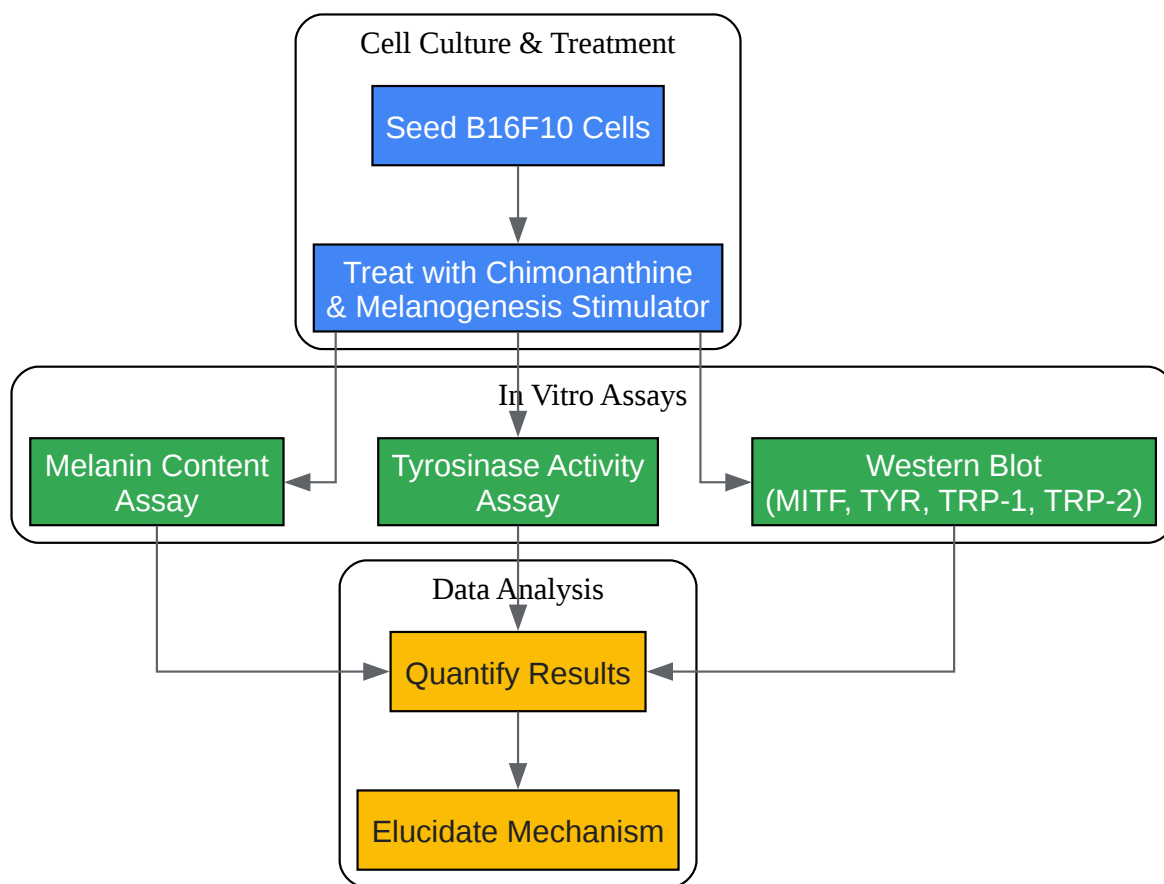 Cell Culture & Treatment
Seed B16F10 Cells
Treat with Chimonanthine
& Melanogenesis Stimulator
In Vitro Assays
Melanin Content
Assay
Tyrosinase Activity
Assay
Western Blot
(MITF, TYR, TRP-1, TRP-2)
Data Analysis
Quantify Results
Elucidate Mechanism